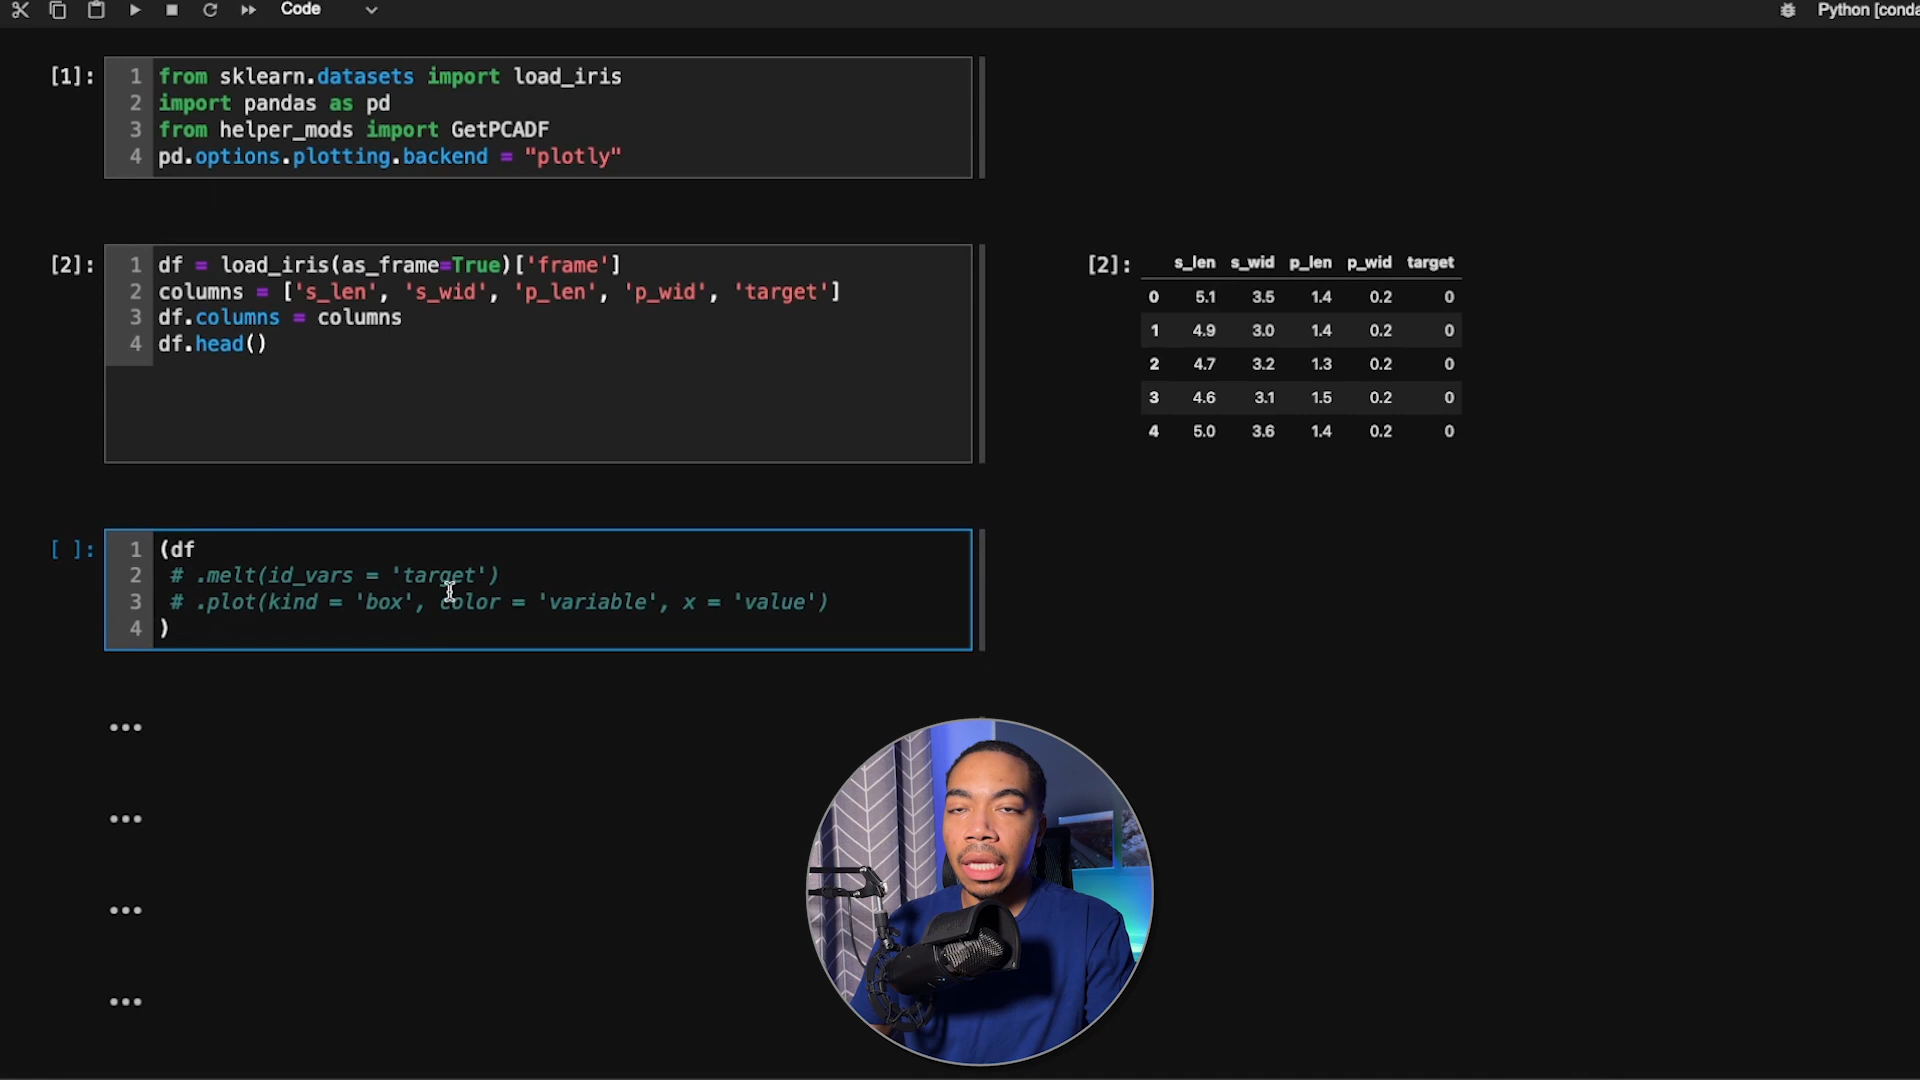 Code
Python [conda
[1]:
1 from sklearn.datasets import load_iris
2 import pandas as pd
3 from helper_mods import GetPCADF
4 pd.options.plotting.backend = "plotly"
[2]:
1 df = load_iris(as_frame=True)['frame']
2 columns = ['s_len', 's_wid', 'p_len', 'p_wid', 'target']
3 df.columns = columns
4 df.head()
[2]:
s_len s_wid p_len p_wid target
0 5.1 3.5 1.4 0.2 0
1 4.9 3.0 1.4 0.2 0
2 4.7 3.2 1.3 0.2 0
3 4.6 3.1 1.5 0.2 0
4 5.0 3.6 1.4 0.2 0
[ ]:
1 (df
2 # .melt(id_vars = 'target')
3 # .plot(kind = 'box', color = 'variable', x = 'value')
4 )